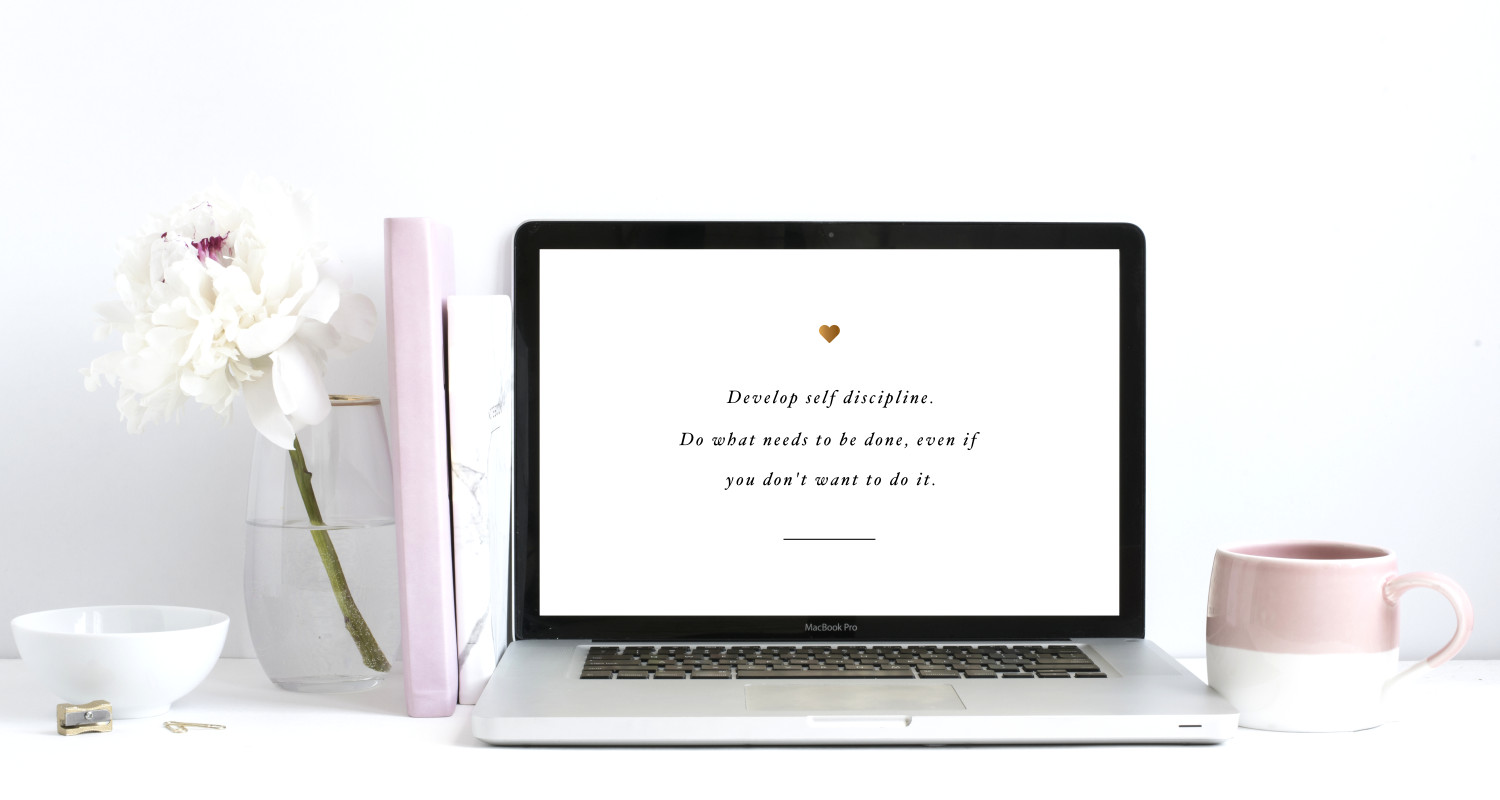 Develop self discipline.
Do what needs to be done, even if
you don't want to do it.
MacBook Pro